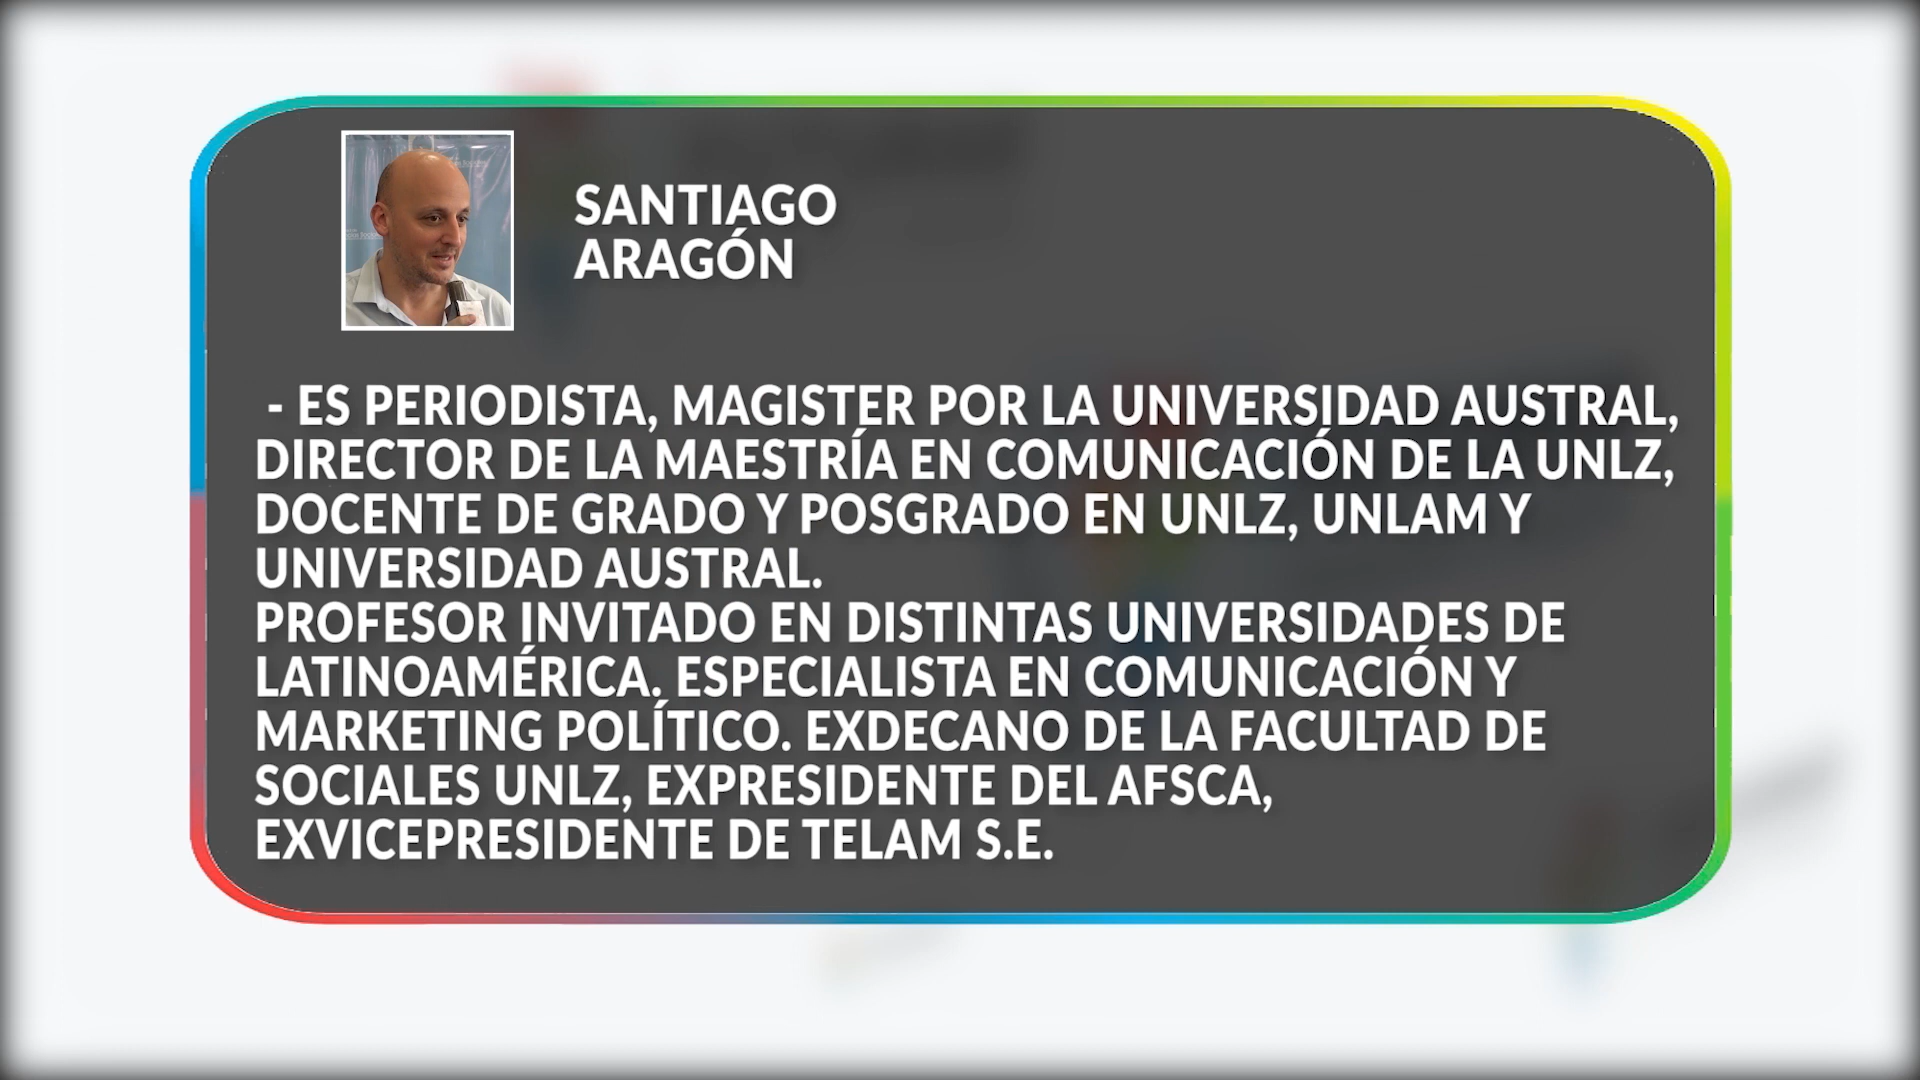 SANTIAGO
ARAGÓN
- ES PERIODISTA, MAGISTER POR LA UNIVERSIDAD AUSTRAL,
DIRECTOR DE LA MAESTRÍA EN COMUNICACIÓN DE LA UNLZ,
DOCENTE DE GRADO Y POSGRADO EN UNLZ, UNLAM Y
UNIVERSIDAD AUSTRAL.
PROFESOR INVITADO EN DISTINTAS UNIVERSIDADES DE
LATINOAMÉRICA. ESPECIALISTA EN COMUNICACIÓN Y
MARKETING POLÍTICO. EXDECANO DE LA FACULTAD DE
SOCIALES UNLZ, EXPRESIDENTE DEL AFSCA,
EXVICEPRESIDENTE DE TELAM S.E.